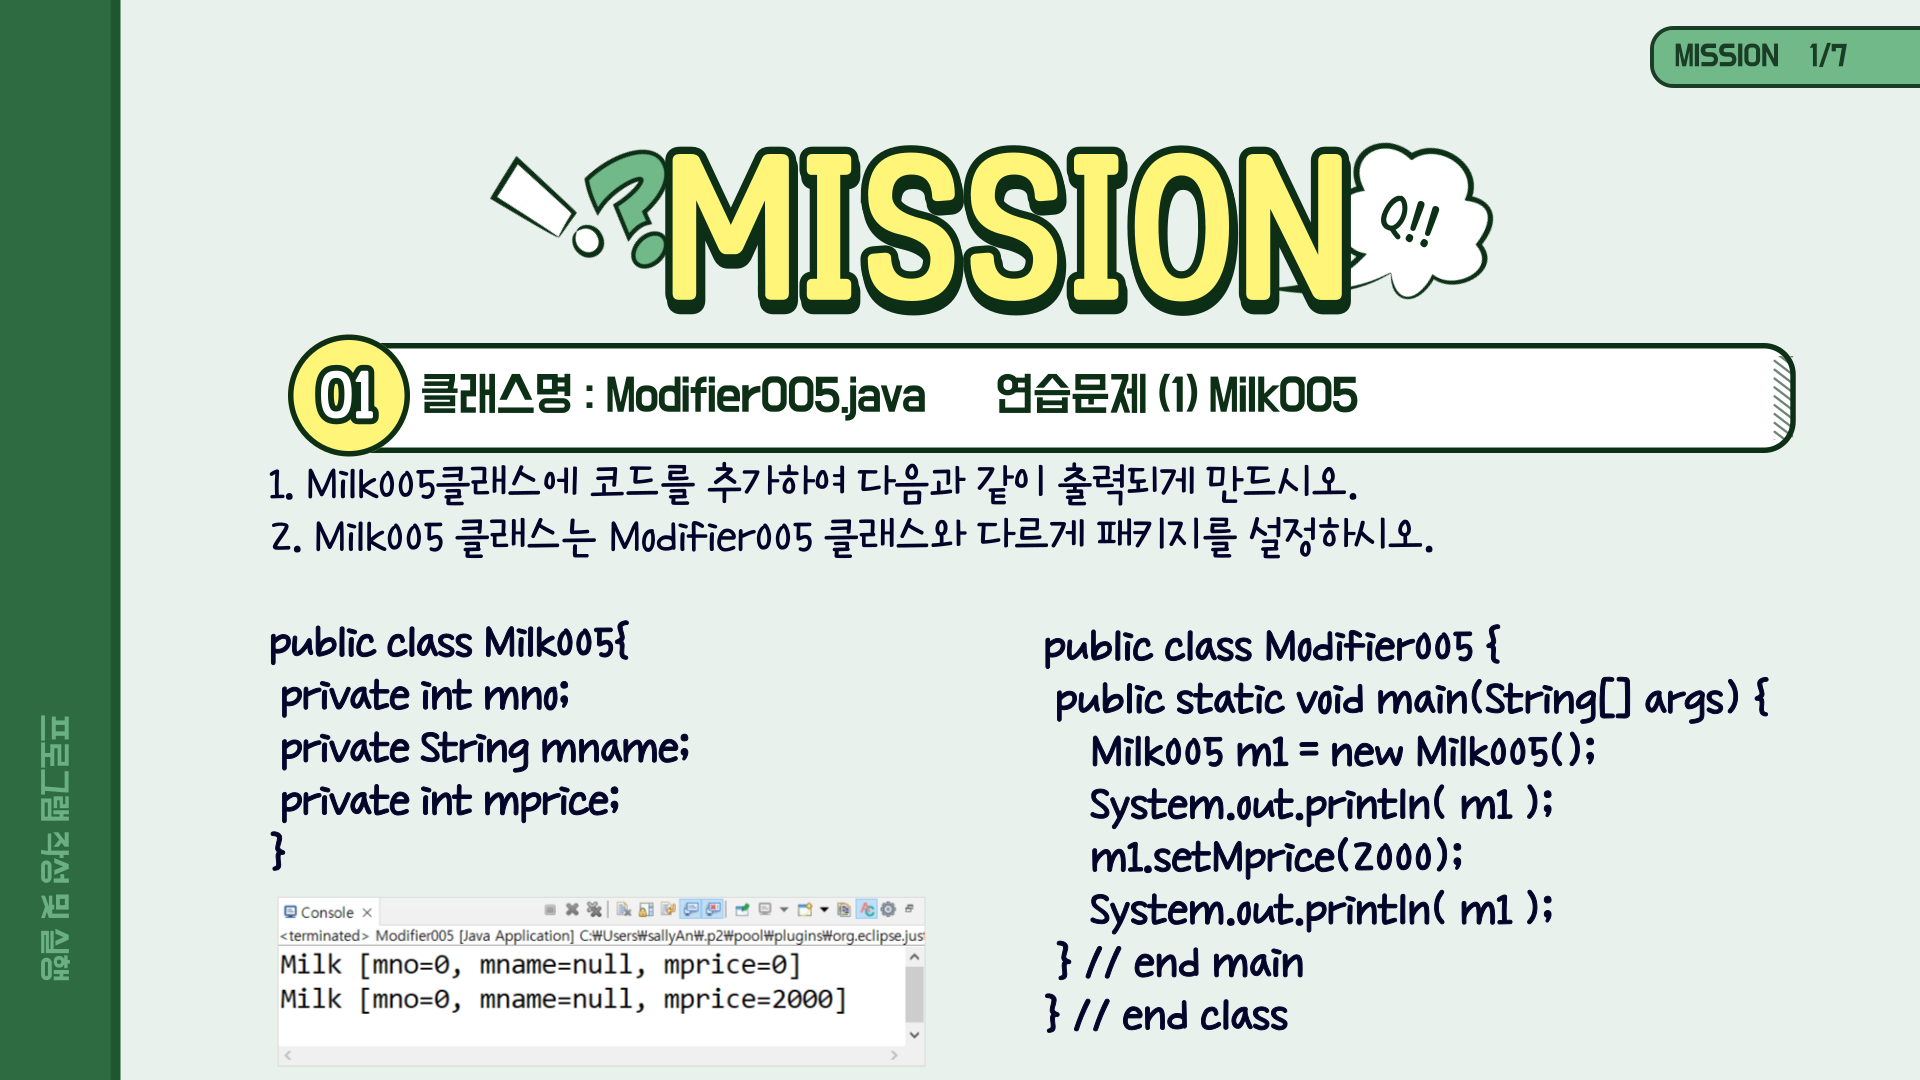 MISSION 1/7
MISSION
Q!!
01 클래스명 : Modifier005.java 연습문제 (1) Milk005
1. Milk005클래스에 코드를 추가하여 다음과 같이 출력되게 만드시오.
2. Milk005 클래스는 Modifier005 클래스와 다르게 패키지를 설정하시오.
public class Milk005{
private int mno;
private String mname;
private int mprice;
}
Console
<terminated> Modifier005 [Java Application] C:₩Users₩sallyAn₩.p2₩pool₩plugins₩org.eclipse.just
Milk [mno=0, mname=null, mprice=0]
Milk [mno=0, mname=null, mprice=2000]
public class Modifier005 {
public static void main(String[] args) {
Milk005 m1 = new Milk005();
System.out.println( m1 );
m1.setMprice(2000);
System.out.println( m1 );
} // end main
} // end class
프로그램 작성 및 실행